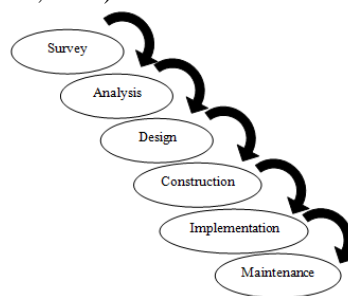 Survey
Analysis
Design
Construction
Implementation
Maintenance